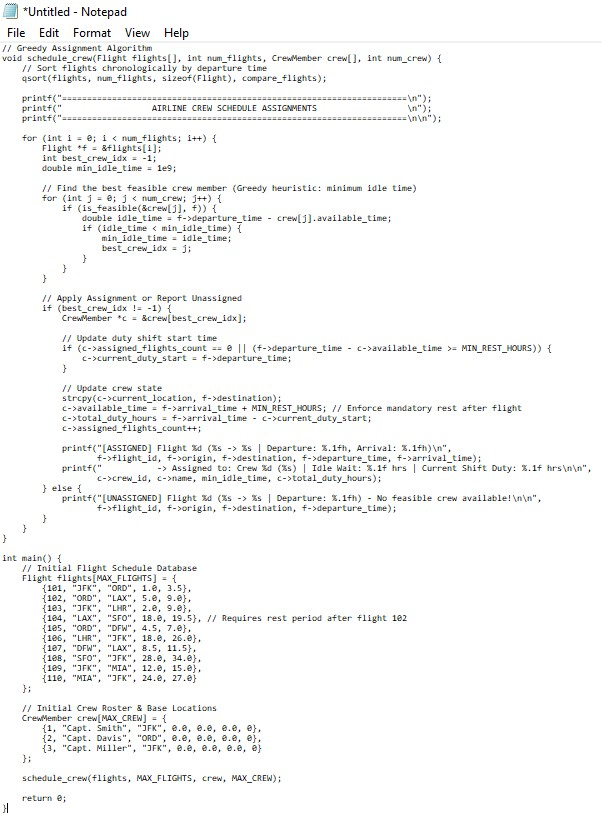 *Untitled - Notepad
File Edit Format View Help
// Greedy Assignment Algorithm
void schedule_crew(Flight flights[], int num_flights, CrewMember crew[], int num_crew) {
    // Sort flights chronologically by departure time
    qsort(flights, num_flights, sizeof(Flight), compare_flights);

    printf("=====================================================================\n");
    printf("                  AIRLINE CREW SCHEDULE ASSIGNMENTS                  \n");
    printf("=====================================================================\n\n");

    for (int i = 0; i < num_flights; i++) {
        Flight *f = &flights[i];
        int best_crew_idx = -1;
        double min_idle_time = 1e9;

        // Find the best feasible crew member (Greedy heuristic: minimum idle time)
        for (int j = 0; j < num_crew; j++) {
            if (is_feasible(&crew[j], f)) {
                double idle_time = f->departure_time - crew[j].available_time;
                if (idle_time < min_idle_time) {
                    min_idle_time = idle_time;
                    best_crew_idx = j;
                }
            }
        }

        // Apply Assignment or Report Unassigned
        if (best_crew_idx != -1) {
            CrewMember *c = &crew[best_crew_idx];

            // Update duty shift start time
            if (c->assigned_flights_count == 0 || (f->departure_time - c->available_time >= MIN_REST_HOURS)) {
                c->current_duty_start = f->departure_time;
            }

            // Update crew state
            strcpy(c->current_location, f->destination);
            c->available_time = f->arrival_time + MIN_REST_HOURS; // Enforce mandatory rest after flight
            c->total_duty_hours = f->arrival_time - c->current_duty_start;
            c->assigned_flights_count++;

            printf("[ASSIGNED] Flight %d (%s -> %s | Departure: %.1fh, Arrival: %.1fh)\n",
                   f->flight_id, f->origin, f->destination, f->departure_time, f->arrival_time);
            printf("           -> Assigned to: Crew %d (%s) | Idle Wait: %.1f hrs | Current Shift Duty: %.1f hrs\n\n",
                   c->crew_id, c->name, min_idle_time, c->total_duty_hours);
        } else {
            printf("[UNASSIGNED] Flight %d (%s -> %s | Departure: %.1fh) - No feasible crew available!\n\n",
                   f->flight_id, f->origin, f->destination, f->departure_time);
        }
    }
}

int main() {
    // Initial Flight Schedule Database
    Flight flights[MAX_FLIGHTS] = {
        {101, "JFK", "ORD", 1.0, 3.5},
        {102, "ORD", "LAX", 5.0, 9.0},
        {103, "JFK", "LHR", 2.0, 9.0},
        {104, "LAX", "SFO", 18.0, 19.5}, // Requires rest period after flight 102
        {105, "ORD", "DFW", 4.5, 7.0},
        {106, "LHR", "JFK", 18.0, 26.0},
        {107, "DFW", "LAX", 8.5, 11.5},
        {108, "SFO", "JFK", 28.0, 34.0},
        {109, "JFK", "MIA", 12.0, 15.0},
        {110, "MIA", "JFK", 24.0, 27.0}
    };

    // Initial Crew Roster & Base Locations
    CrewMember crew[MAX_CREW] = {
        {1, "Capt. Smith", "JFK", 0.0, 0.0, 0.0, 0},
        {2, "Capt. Davis", "ORD", 0.0, 0.0, 0.0, 0},
        {3, "Capt. Miller", "JFK", 0.0, 0.0, 0.0, 0}
    };

    schedule_crew(flights, MAX_FLIGHTS, crew, MAX_CREW);

    return 0;
}